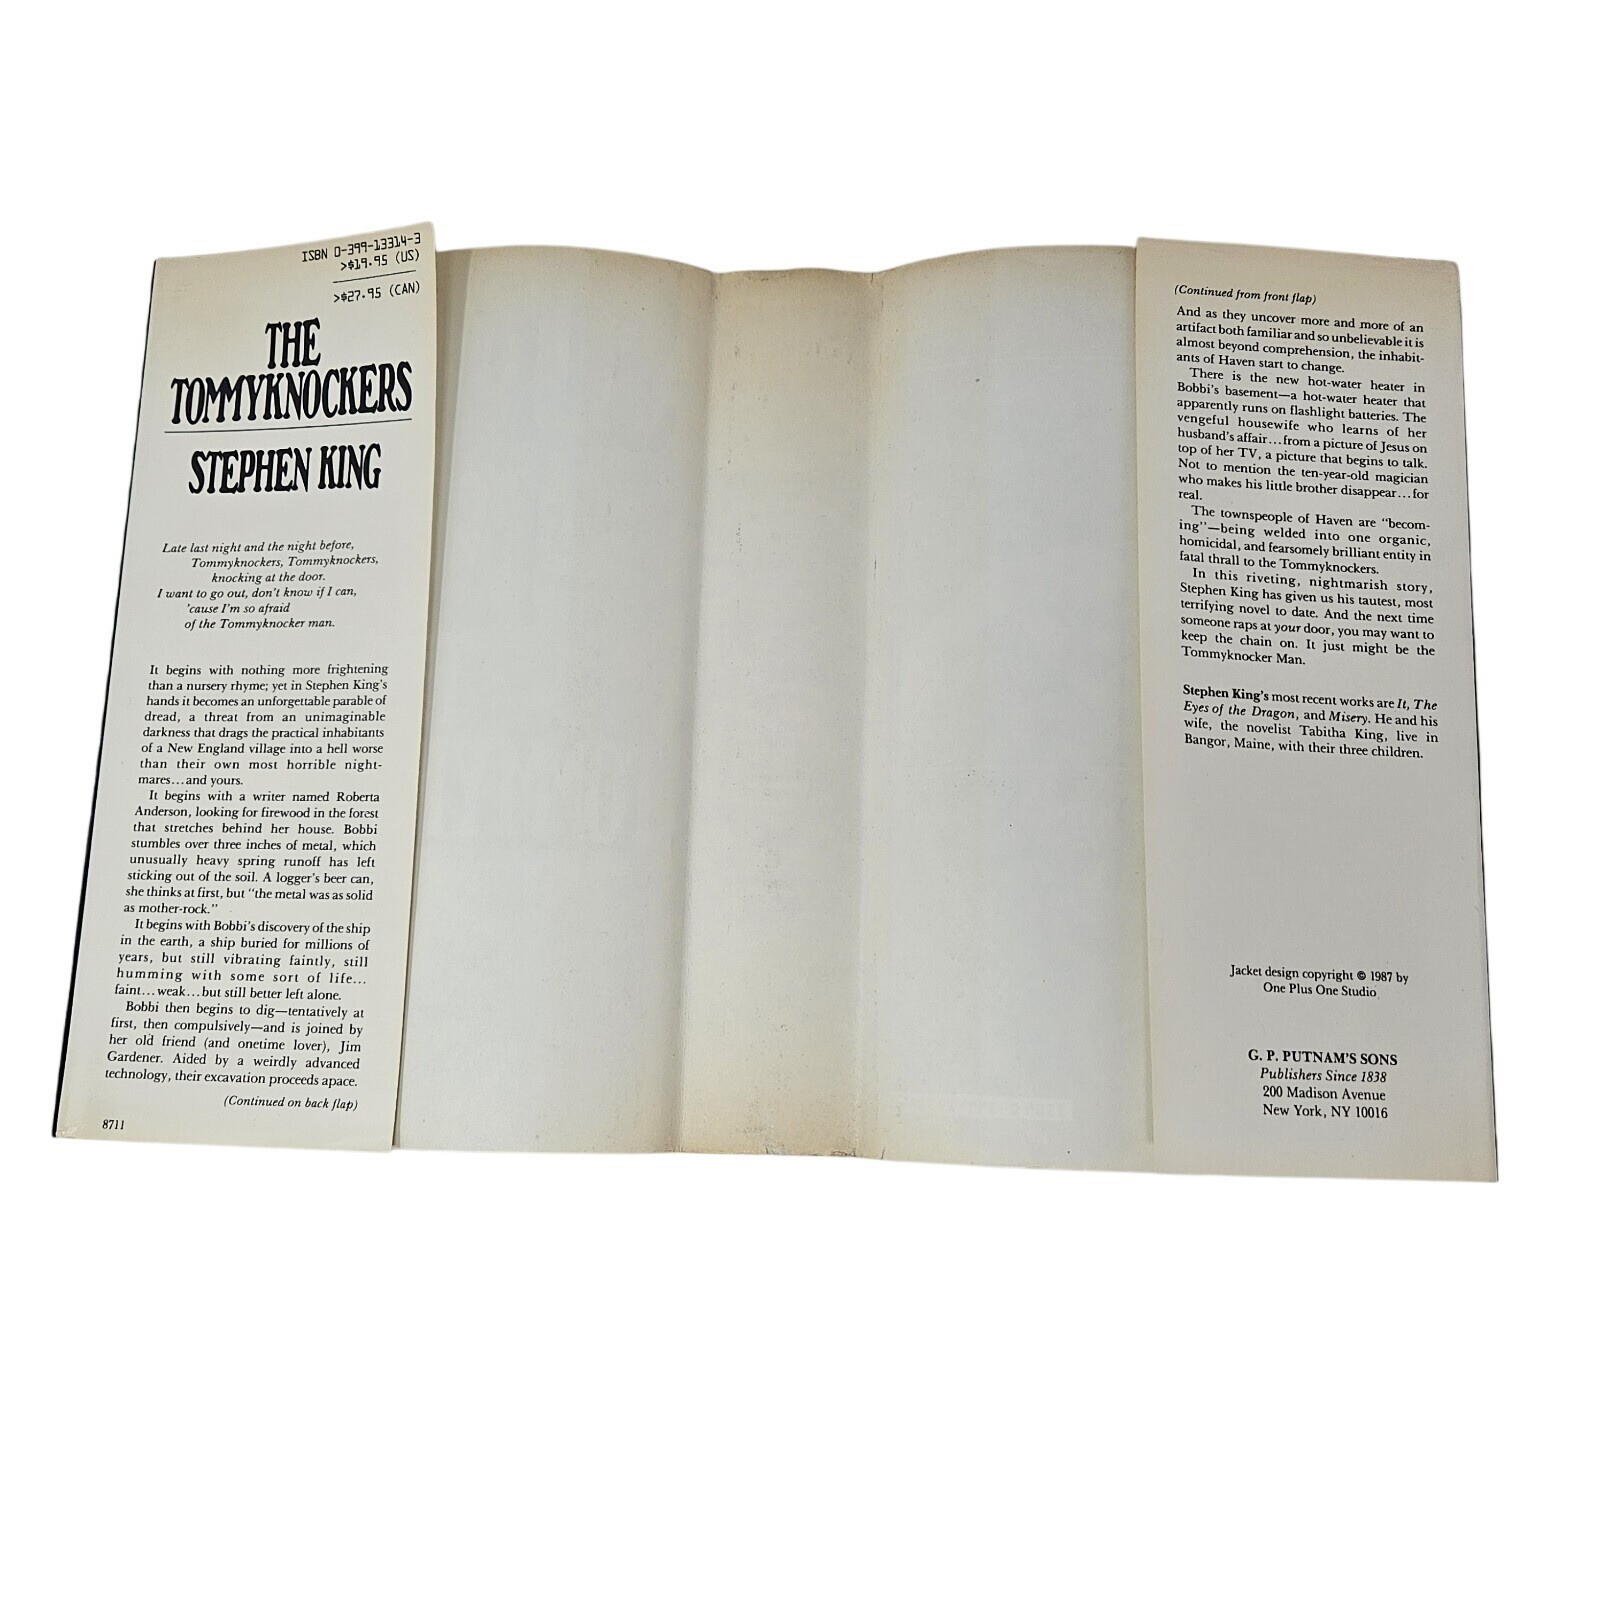 ISBN 0-399-13314-3
>$19.95 (US)
>$27.95 (CAN)
THE
TOMMYKNOCKERS
STEPHEN KING
Late last night and the night before,
Tommyknockers, Tommyknockers,
knocking at the door.
I want to go out, don't know if I can,
'cause I'm so afraid
of the Tommyknocker man.
It begins with nothing more frightening
than a nursery rhyme; yet in Stephen King's
hands it becomes an unforgettable parable of
dread, a threat from an unimaginable
darkness that drags the practical inhabitants
of a New England village into a hell worse
than their own most horrible night-
mares...and yours.
It begins with a writer named Roberta
Anderson, looking for firewood in the forest
that stretches behind her house. Bobbi
stumbles over three inches of metal, which
unusually heavy spring runoff has left
sticking out of the soil. A logger's beer can,
she thinks at first, but "the metal was as solid
as mother-rock."
It begins with Bobbi's discovery of the ship
in the earth, a ship buried for millions of
years, but still vibrating faintly, still
humming with some sort of life...
faint...weak...but still better left alone.
Bobbi then begins to dig—tentatively at
first, then compulsively—and is joined by
her old friend (and onetime lover), Jim
Gardener. Aided by a weirdly advanced
technology, their excavation proceeds apace.
(Continued on back flap)
8711
(Continued from front flap)
And as they uncover more and more of an
artifact both familiar and so unbelievable it is
almost beyond comprehension, the inhabit-
ants of Haven start to change.
There is the new hot-water heater in
Bobbi's basement—a hot-water heater that
apparently runs on flashlight batteries. The
vengeful housewife who learns of her
husband's affair...from a picture of Jesus on
top of her TV, a picture that begins to talk.
Not to mention the ten-year-old magician
who makes his little brother disappear...for
real.
The townspeople of Haven are "becom-
ing"—being welded into one organic,
homicidal, and fearsomely brilliant entity in
fatal thrall to the Tommyknockers.
In this riveting, nightmarish story,
Stephen King has given us his tautest, most
terrifying novel to date. And the next time
someone raps at your door, you may want to
keep the chain on. It just might be the
Tommyknocker Man.
Stephen King's most recent works are It, The
Eyes of the Dragon, and Misery. He and his
wife, the novelist Tabitha King, live in
Bangor, Maine, with their three children.
Jacket design copyright © 1987 by
One Plus One Studio
G. P. PUTNAM'S SONS
Publishers Since 1838
200 Madison Avenue
New York, NY 10016